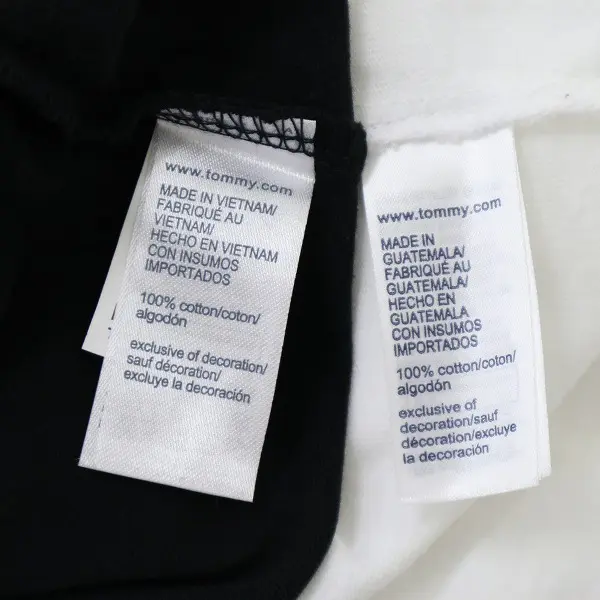 www.tommy.com
MADE IN VIETNAM/
FABRIQUÉ AU
VIETNAM/
HECHO EN VIETNAM
CON INSUMOS
IMPORTADOS
100% cotton/coton/
algodón
exclusive of decoration/
sauf décoration/
excluye la decoración
www.tommy.com
MADE IN
GUATEMALA/
FABRIQUÉ AU
GUATEMALA/
HECHO EN
GUATEMALA
CON INSUMOS
IMPORTADOS
100% cotton/coton/
algodón
exclusive of
decoration/sauf
décoration/excluye
la decoración